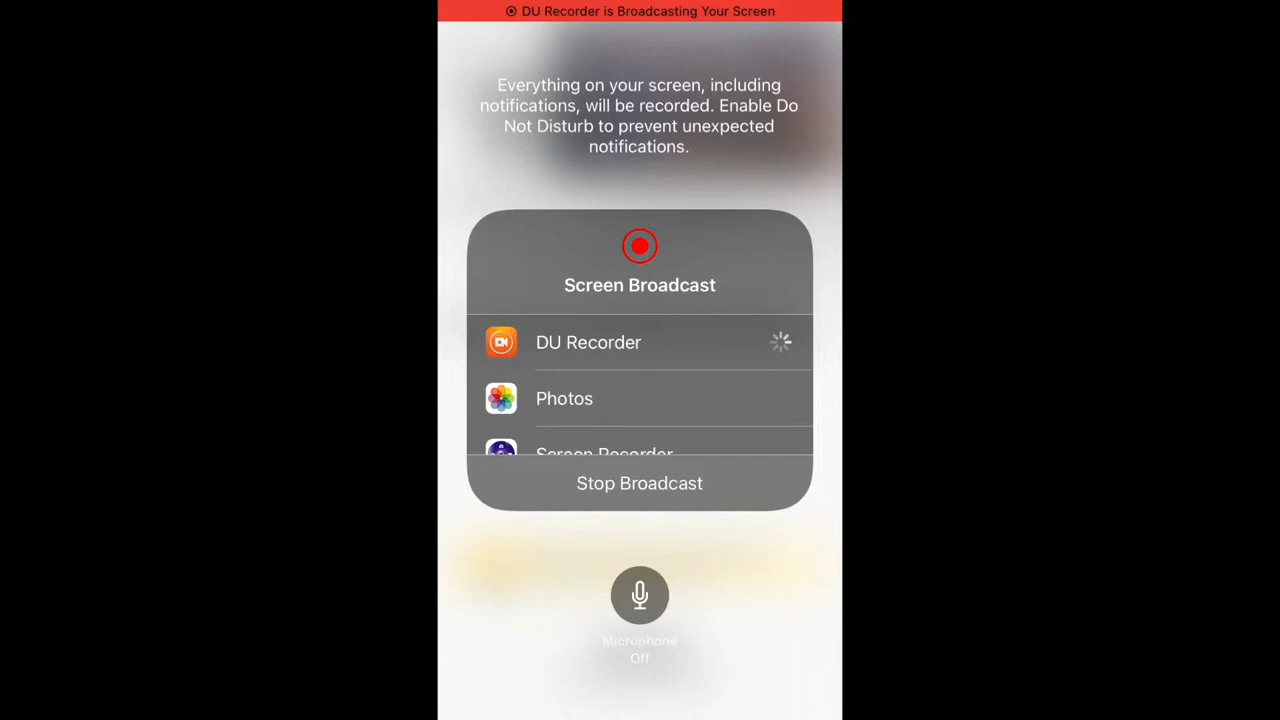 DU Recorder is Broadcasting Your Screen
Everything on your screen, including
notifications, will be recorded. Enable Do
Not Disturb to prevent unexpected
notifications.
Screen Broadcast
DU Recorder
Photos
Screen Recorder
Stop Broadcast
Microphone
Off